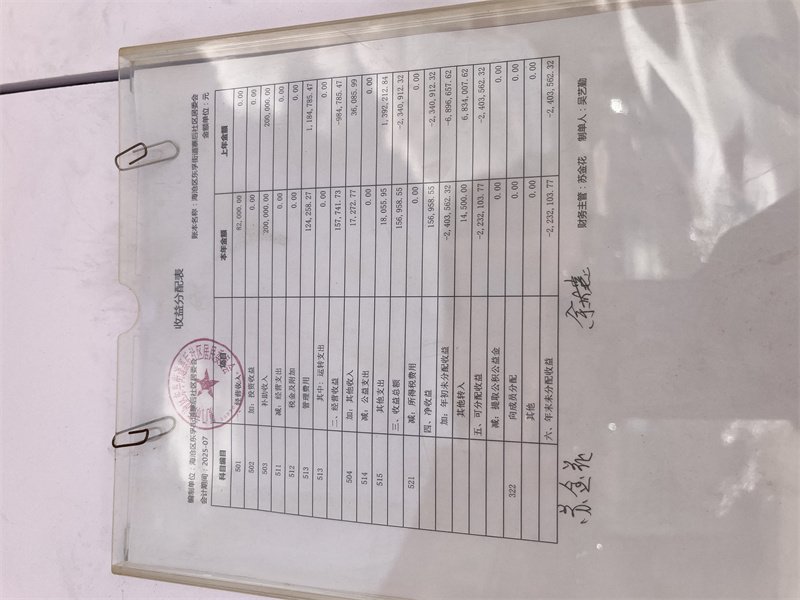 收益分配表
编制单位：海沧区东孚街道寨后社区居委会 账本名称：海沧区东孚街道寨后社区居委会
会计期间：2025-07 金额单位：元
科目编目 项目 本年金额 上年金额
501 一、经营收入 82,000.00 0.00
502 加：投资收益 0.00
503 补助收入 200,000.00 200,000.00
511 减：经营支出 0.00 0.00
512 税金及附加 0.00 0.00
513 管理费用 124,258.27 1,184,785.47
513 其中：运转支出 0.00 0.00
二、经营收益 157,741.73 -984,785.47
504 加：其他收入 17,272.77 36,085.99
514 减：公益支出 0.00 0.00
515 其他支出 18,055.95 1,392,212.84
三、收益总额 156,958.55 -2,340,912.32
521 减：所得税费用 0.00 0.00
四、净收益 156,958.55 -2,340,912.32
加：年初未分配收益 -2,403,562.32 -6,896,657.62
其他转入 14,500.00 6,834,007.62
五、可分配收益 -2,232,103.77 -2,403,562.32
减：提取公积公益金 0.00 0.00
322 向成员分配 0.00 0.00
其他 0.00 0.00
六、年末未分配收益 -2,232,103.77 -2,403,562.32
财务主管：苏金花 制单人：吴艺勤
苏金花